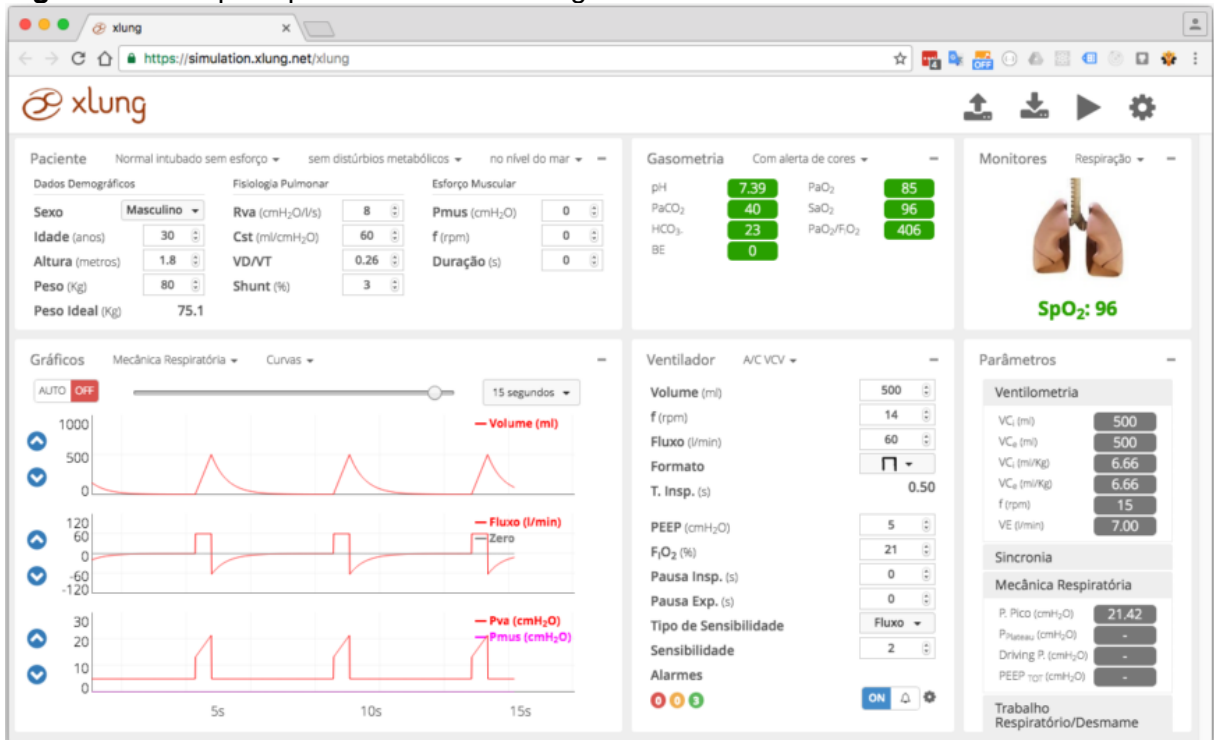 xlung
https://simulation.xlung.net/xlung
4
OFF
xlung
Paciente Normal intubado sem esforço sem distúrbios metabólicos no nível do mar
Dados Demográficos Fisiologia Pulmonar Esforço Muscular
Sexo Masculino Rva (cmH₂O/l/s) 8 Pmus (cmH₂O) 0
Idade (anos) 30 Cst (ml/cmH₂O) 60 f (rpm) 0
Altura (metros) 1.8 VD/VT 0.26 Duração (s) 0
Peso (Kg) 80 Shunt (%) 3
Peso Ideal (Kg) 75.1
Gasometria Com alerta de cores
pH 7.39 PaO₂ 85
PaCO₂ 40 SaO₂ 96
HCO₃- 23 PaO₂/FiO₂ 406
BE 0
Monitores Respiração
SpO₂: 96
Gráficos Mecânica Respiratória Curvas
AUTO OFF 15 segundos
1000 Volume (ml)
500
0
120 Fluxo (l/min)
60 Zero
0
-60
-120
30 Pva (cmH₂O)
20 Pmus (cmH₂O)
10
0
5s 10s 15s
Ventilador A/C VCV
Volume (ml) 500
f (rpm) 14
Fluxo (l/min) 60
Formato
T. Insp. (s) 0.50
PEEP (cmH₂O) 5
FᵢO₂ (%) 21
Pausa Insp. (s) 0
Pausa Exp. (s) 0
Tipo de Sensibilidade Fluxo
Sensibilidade 2
Alarmes
0 0 3 ON
Parâmetros
Ventilometria
VCᵢ (ml) 500
VCₑ (ml) 500
VCᵢ (ml/Kg) 6.66
VCₑ (ml/Kg) 6.66
f (rpm) 15
VE (l/min) 7.00
Sincronia
Mecânica Respiratória
P. Pico (cmH₂O) 21.42
P Plateau (cmH₂O) -
Driving P. (cmH₂O) -
PEEP TOT (cmH₂O) -
Trabalho
Respiratório/Desmame